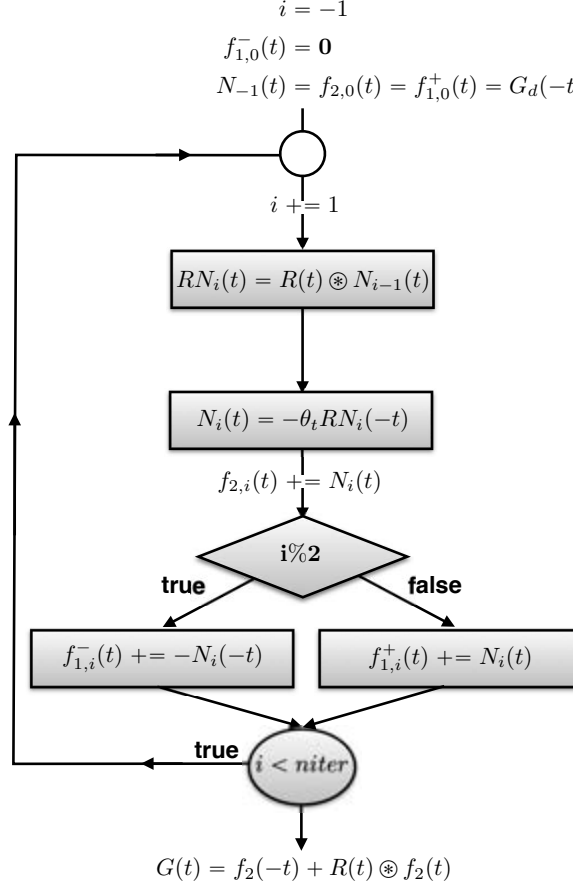 i = −1
f⁻₁,₀(t) = 𝟎
N₋₁(t) = f₂,₀(t) = f⁺₁,₀(t) = G_d(−t
i += 1
RNᵢ(t) = R(t) ⊛ Nᵢ₋₁(t)
Nᵢ(t) = −θₜRNᵢ(−t)
f₂,ᵢ(t) += Nᵢ(t)
i%2
true false
f⁻₁,ᵢ(t) += −Nᵢ(−t) f⁺₁,ᵢ(t) += Nᵢ(t)
true i < niter
G(t) = f₂(−t) + R(t) ⊛ f₂(t)